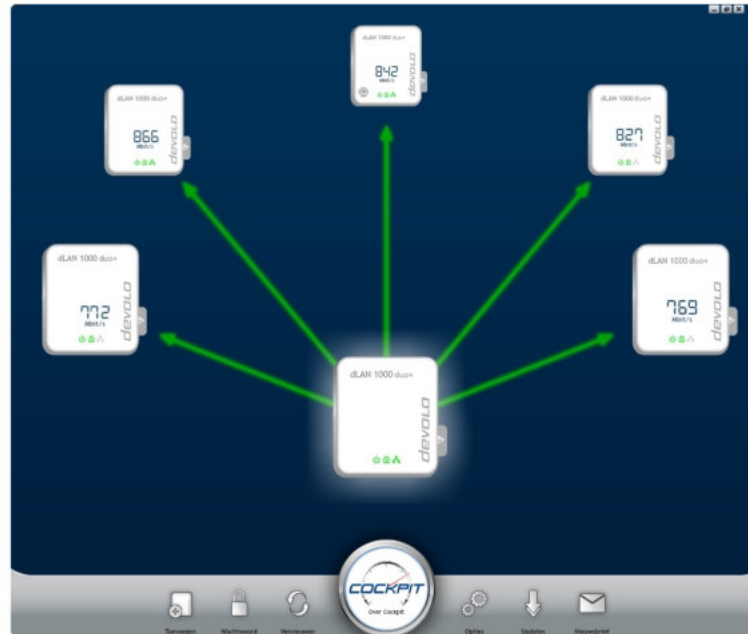 dLAN 1000 duo+
842
Mbit/s
dLAN 1000 duo+
866
Mbit/s
devolo
dLAN 1000 duo+
827
Mbit/s
devolo
dLAN 1000 duo+
772
Mbit/s
devolo
dLAN 1000 duo+
769
Mbit/s
devolo
devolo
dLAN 1000 duo+
devolo
COCKPIT
Over Cockpit
Toevoegen
Wachtwoord
Vernieuwen
Opties
Updates
Nieuwsbrief